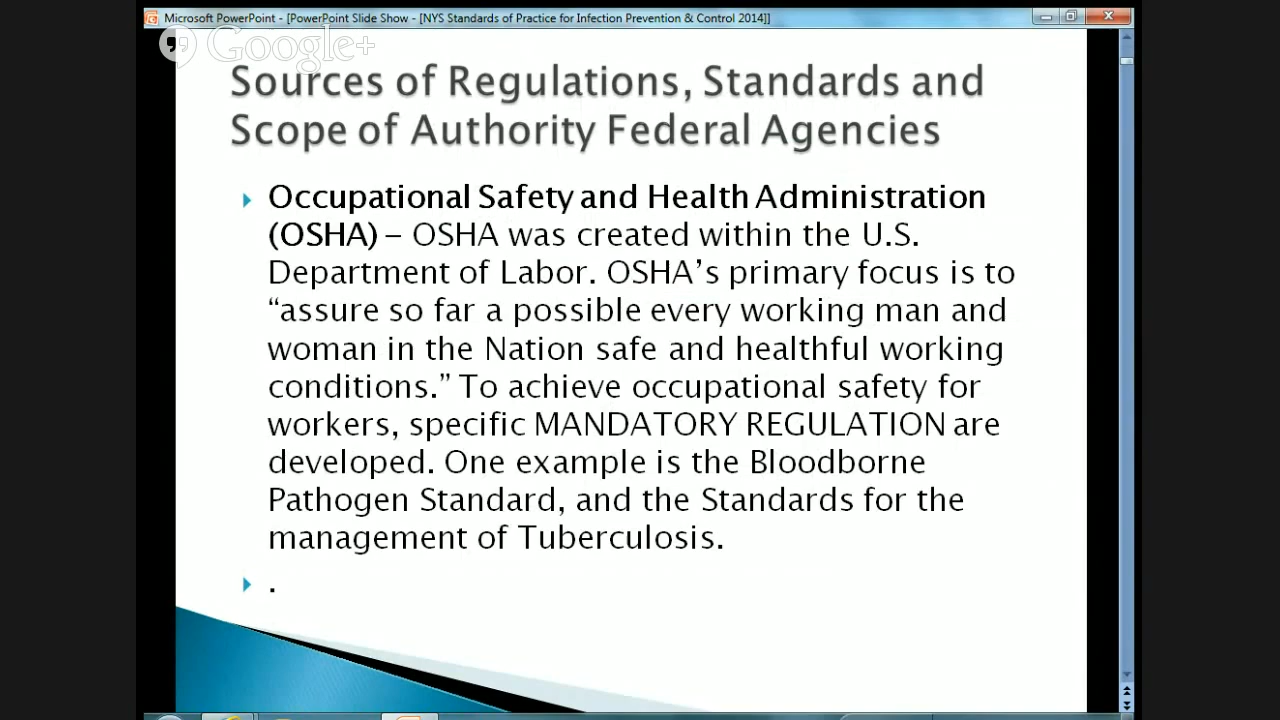 Microsoft PowerPoint - [PowerPoint Slide Show - [NYS Standards of Practice for Infection Prevention & Control 2014]]
Google+
Sources of Regulations, Standards and
Scope of Authority Federal Agencies
Occupational Safety and Health Administration
(OSHA) – OSHA was created within the U.S.
Department of Labor. OSHA’s primary focus is to
“assure so far a possible every working man and
woman in the Nation safe and healthful working
conditions.” To achieve occupational safety for
workers, specific MANDATORY REGULATION are
developed. One example is the Bloodborne
Pathogen Standard, and the Standards for the
management of Tuberculosis.
.